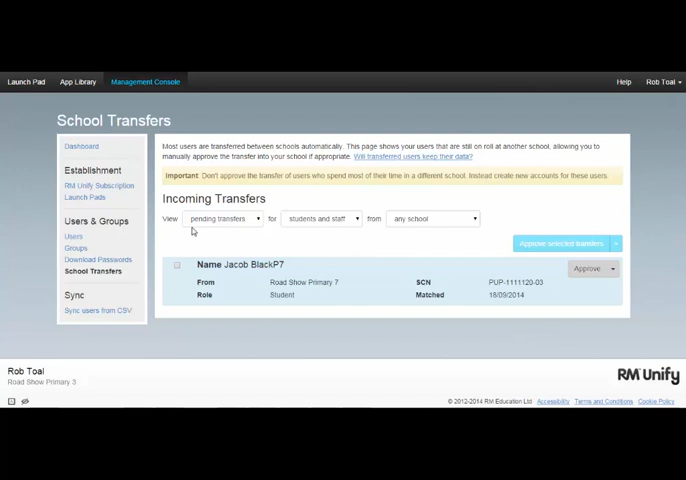 Launch Pad App Library Management Console Help Rob Toal
School Transfers
Dashboard
Establishment
RM Unify Subscription
Launch Pads
Users & Groups
Users
Groups
Download Passwords
School Transfers
Sync
Sync users from CSV
Most users are transferred between schools automatically. This page shows your users that are still on roll at another school, allowing you to
manually approve the transfer into your school if appropriate. Will transferred users keep their data?
Important Don't approve the transfer of users who spend most of their time in a different school. Instead create new accounts for these users.
Incoming Transfers
View pending transfers for students and staff from any school
Approve selected transfers
Name Jacob BlackP7 Approve
From Road Show Primary 7 SCN PUP-1111120-03
Role Student Matched 18/09/2014
Rob Toal
Road Show Primary 3
RM Unify
© 2012-2014 RM Education Ltd Accessibility Terms and Conditions Cookie Policy